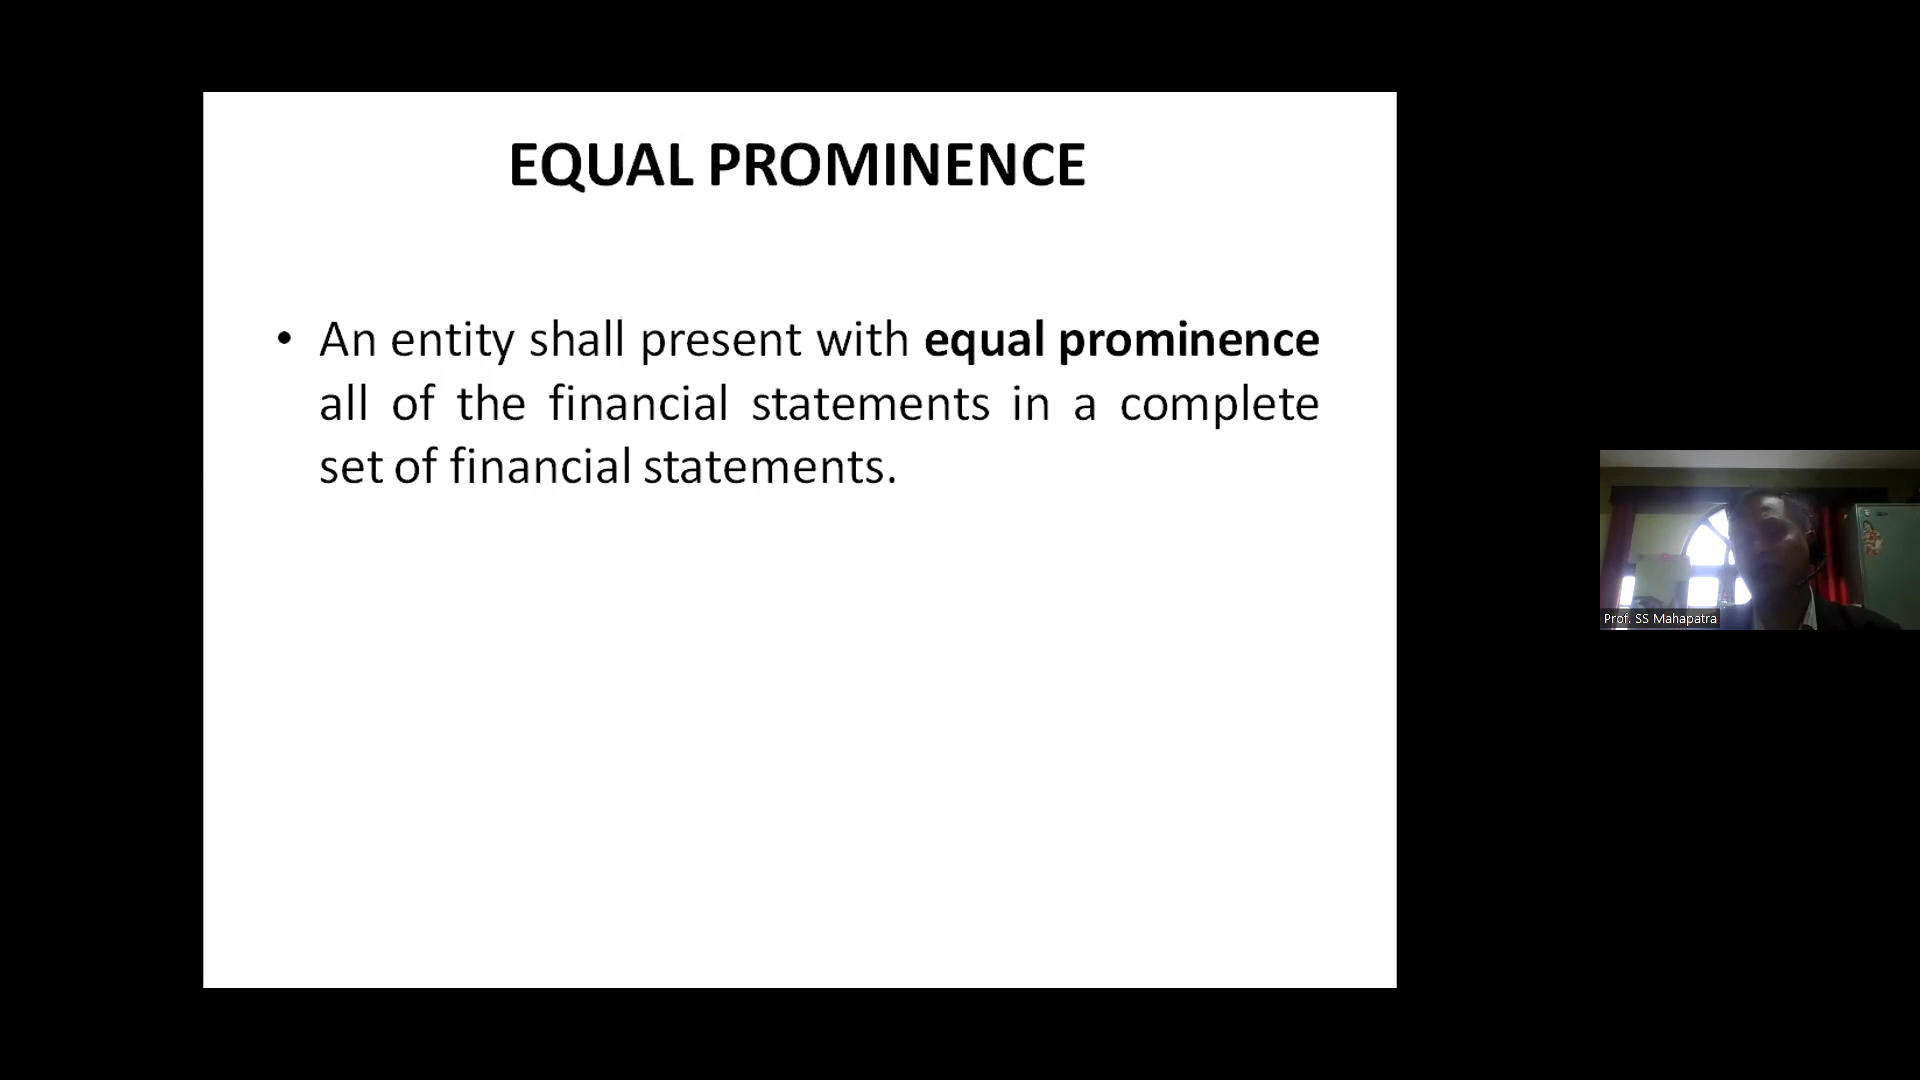 EQUAL PROMINENCE
• An entity shall present with equal prominence
all of the financial statements in a complete
set of financial statements.
Prof. SS Mahapatra